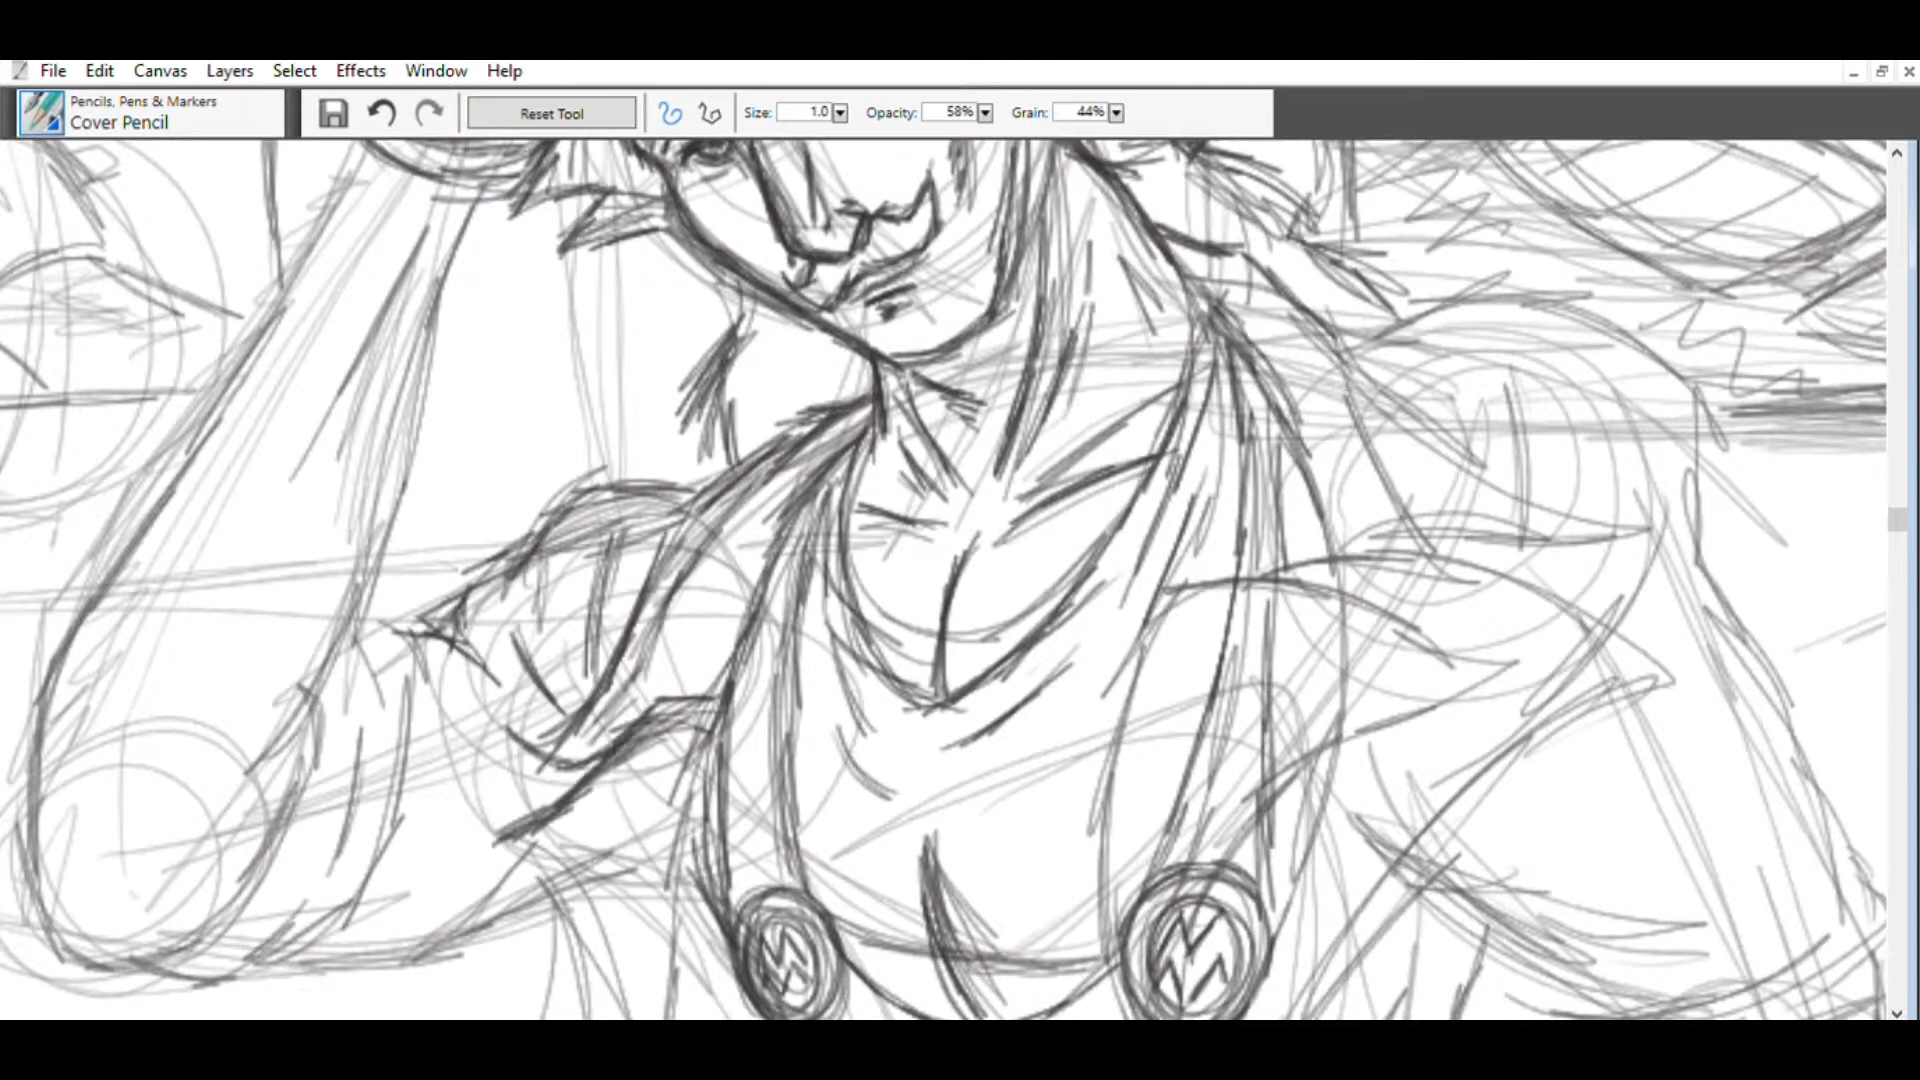 File Edit Canvas Layers Select Effects Window Help
Pencils, Pens & Markers
Cover Pencil
Reset Tool
Size: 1.0 Opacity: 58% Grain: 44%